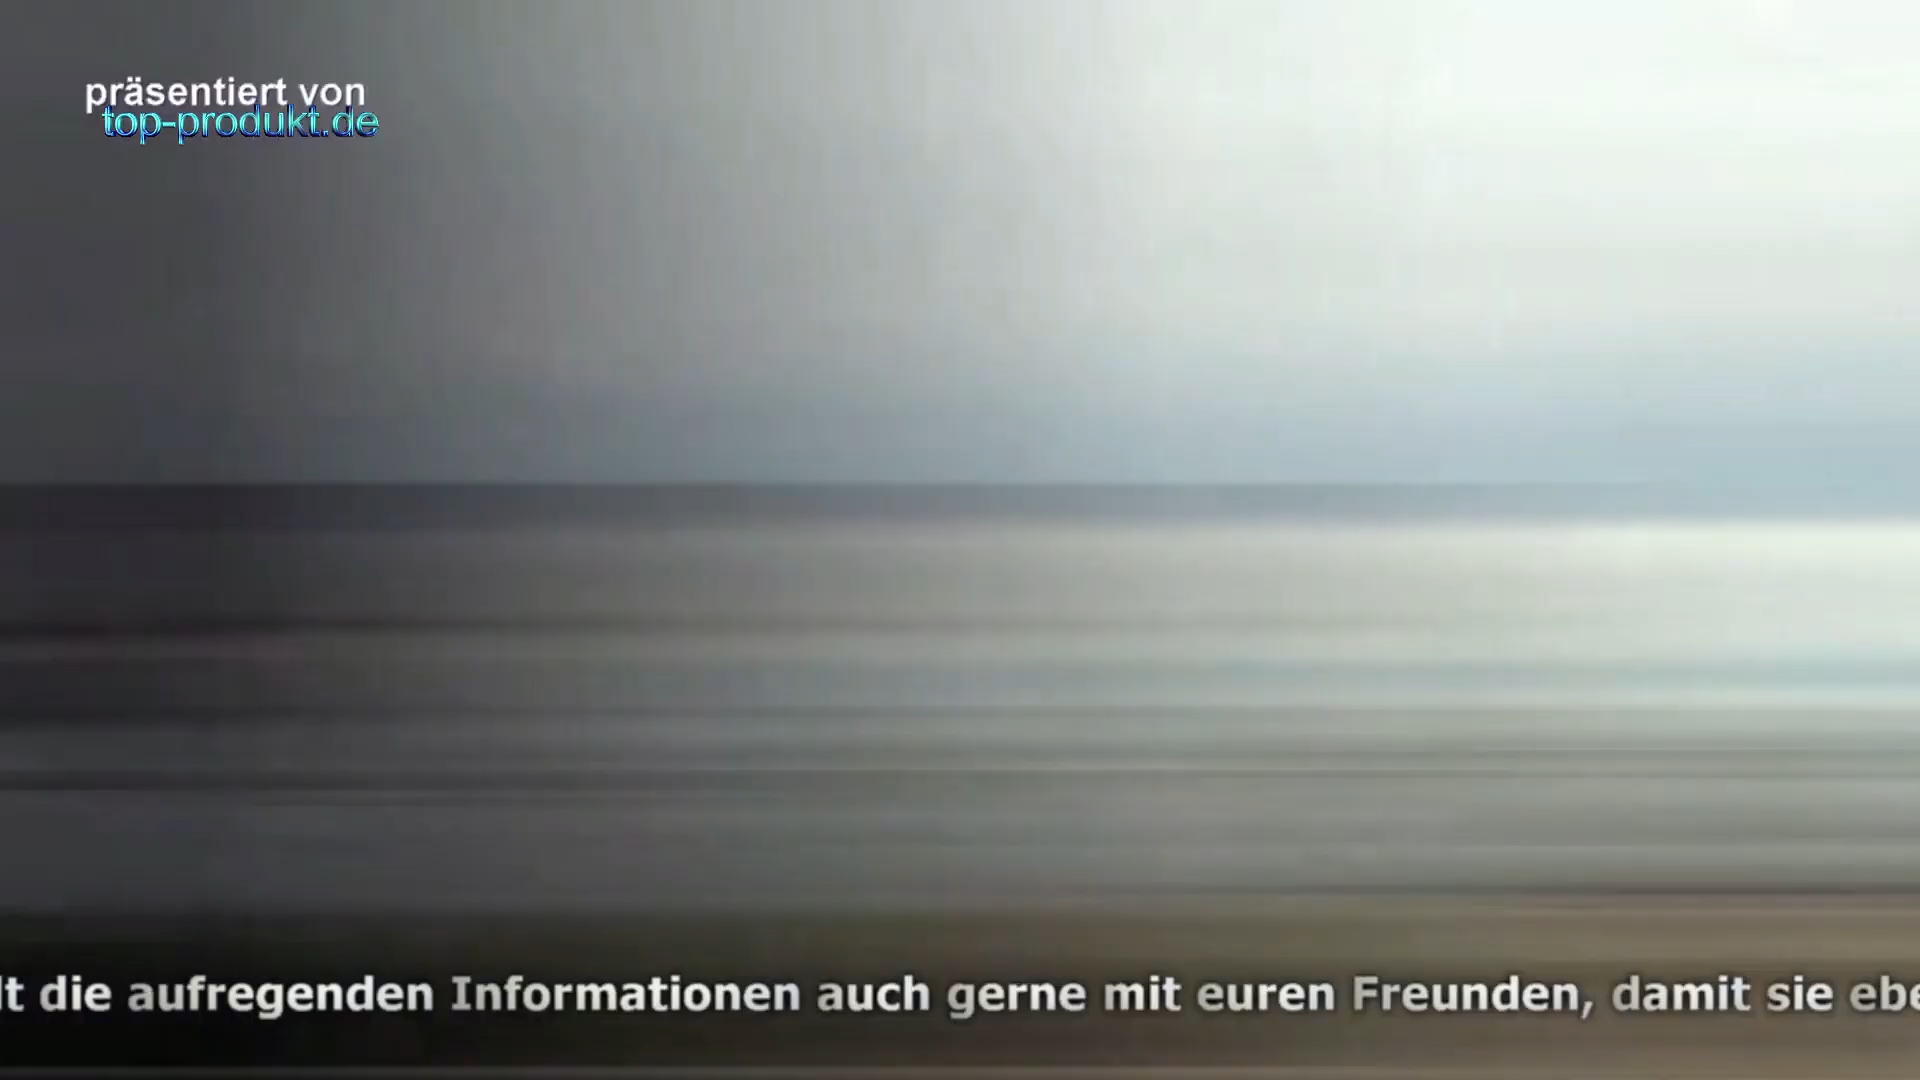 präsentiert von
top-produkt.de
die aufregenden Informationen auch gerne mit euren Freunden, damit sie